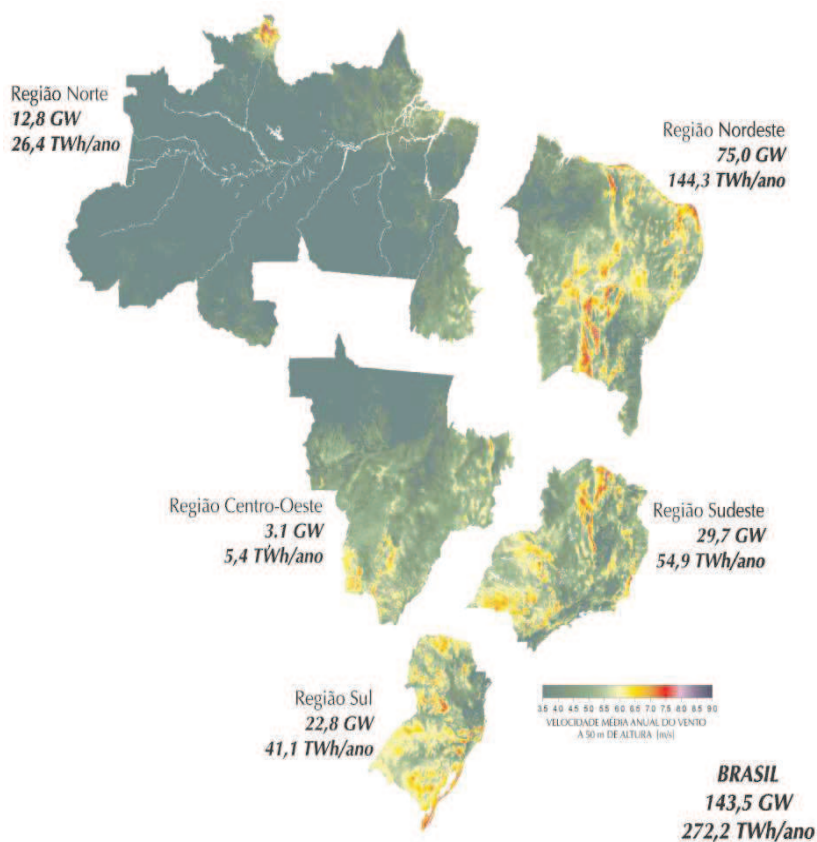 Região Norte
12,8 GW
26,4 TWh/ano
Região Nordeste
75,0 GW
144,3 TWh/ano
Região Centro-Oeste
3.1 GW
5,4 TWh/ano
Região Sudeste
29,7 GW
54,9 TWh/ano
Região Sul
22,8 GW
41,1 TWh/ano
3.5 4.0 4.5 5.0 5.5 6.0 6.5 7.0 7.5 8.0 8.5 9.0
VELOCIDADE MÉDIA ANUAL DO VENTO
A 50 m DE ALTURA [m/s]
BRASIL
143,5 GW
272,2 TWh/ano